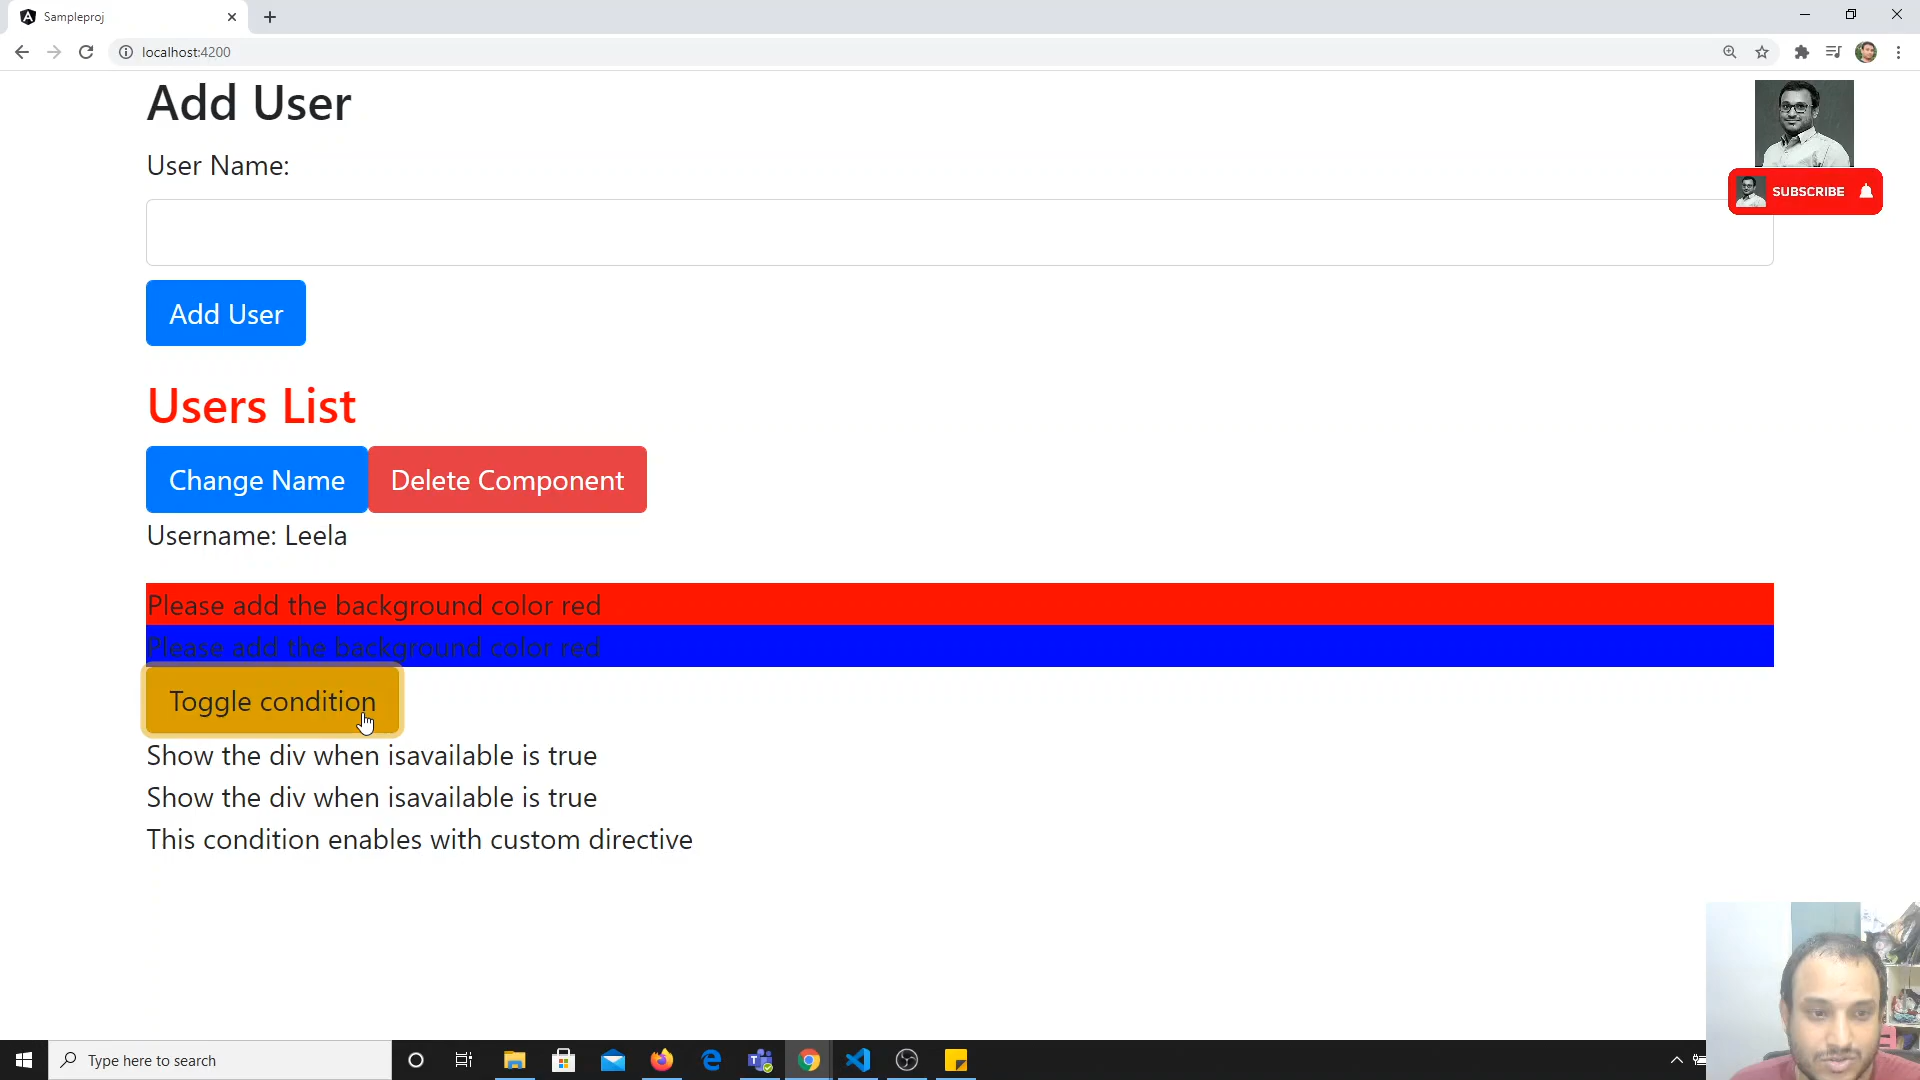 Sampleproj
localhost:4200
Add User
User Name:
SUBSCRIBE
Add User
Users List
Change Name Delete Component
Username: Leela
Please add the background color red
Please add the background color red
Toggle condition
Show the div when isavailable is true
Show the div when isavailable is true
This condition enables with custom directive
Type here to search